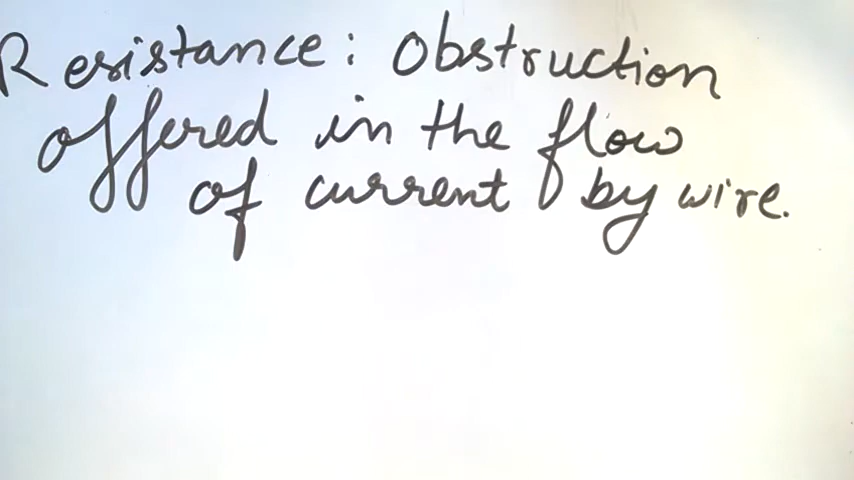 Resistance: Obstruction
offered in the flow
of current by wire.